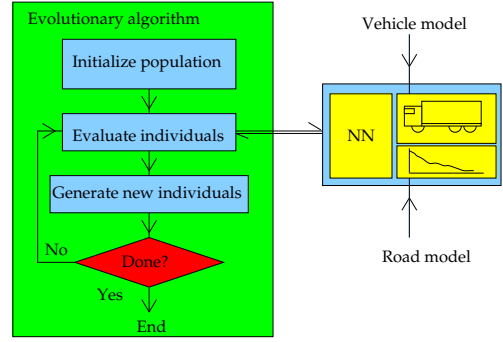 Evolutionary algorithm
Initialize population
Evaluate individuals
Generate new individuals
No
Done?
Yes
End
Vehicle model
NN
Road model